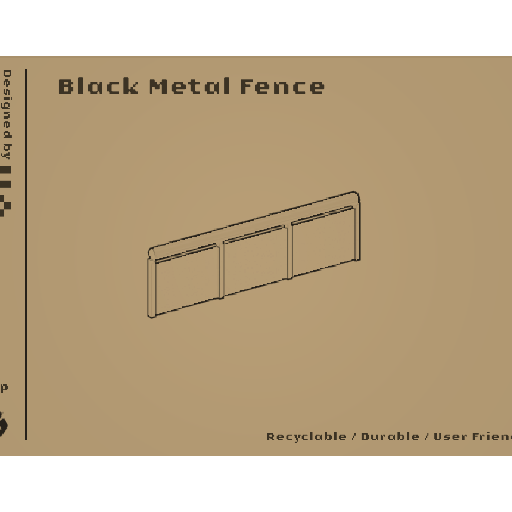 Black Metal Fence
Designed by
p
Recyclable / Durable / User Frien